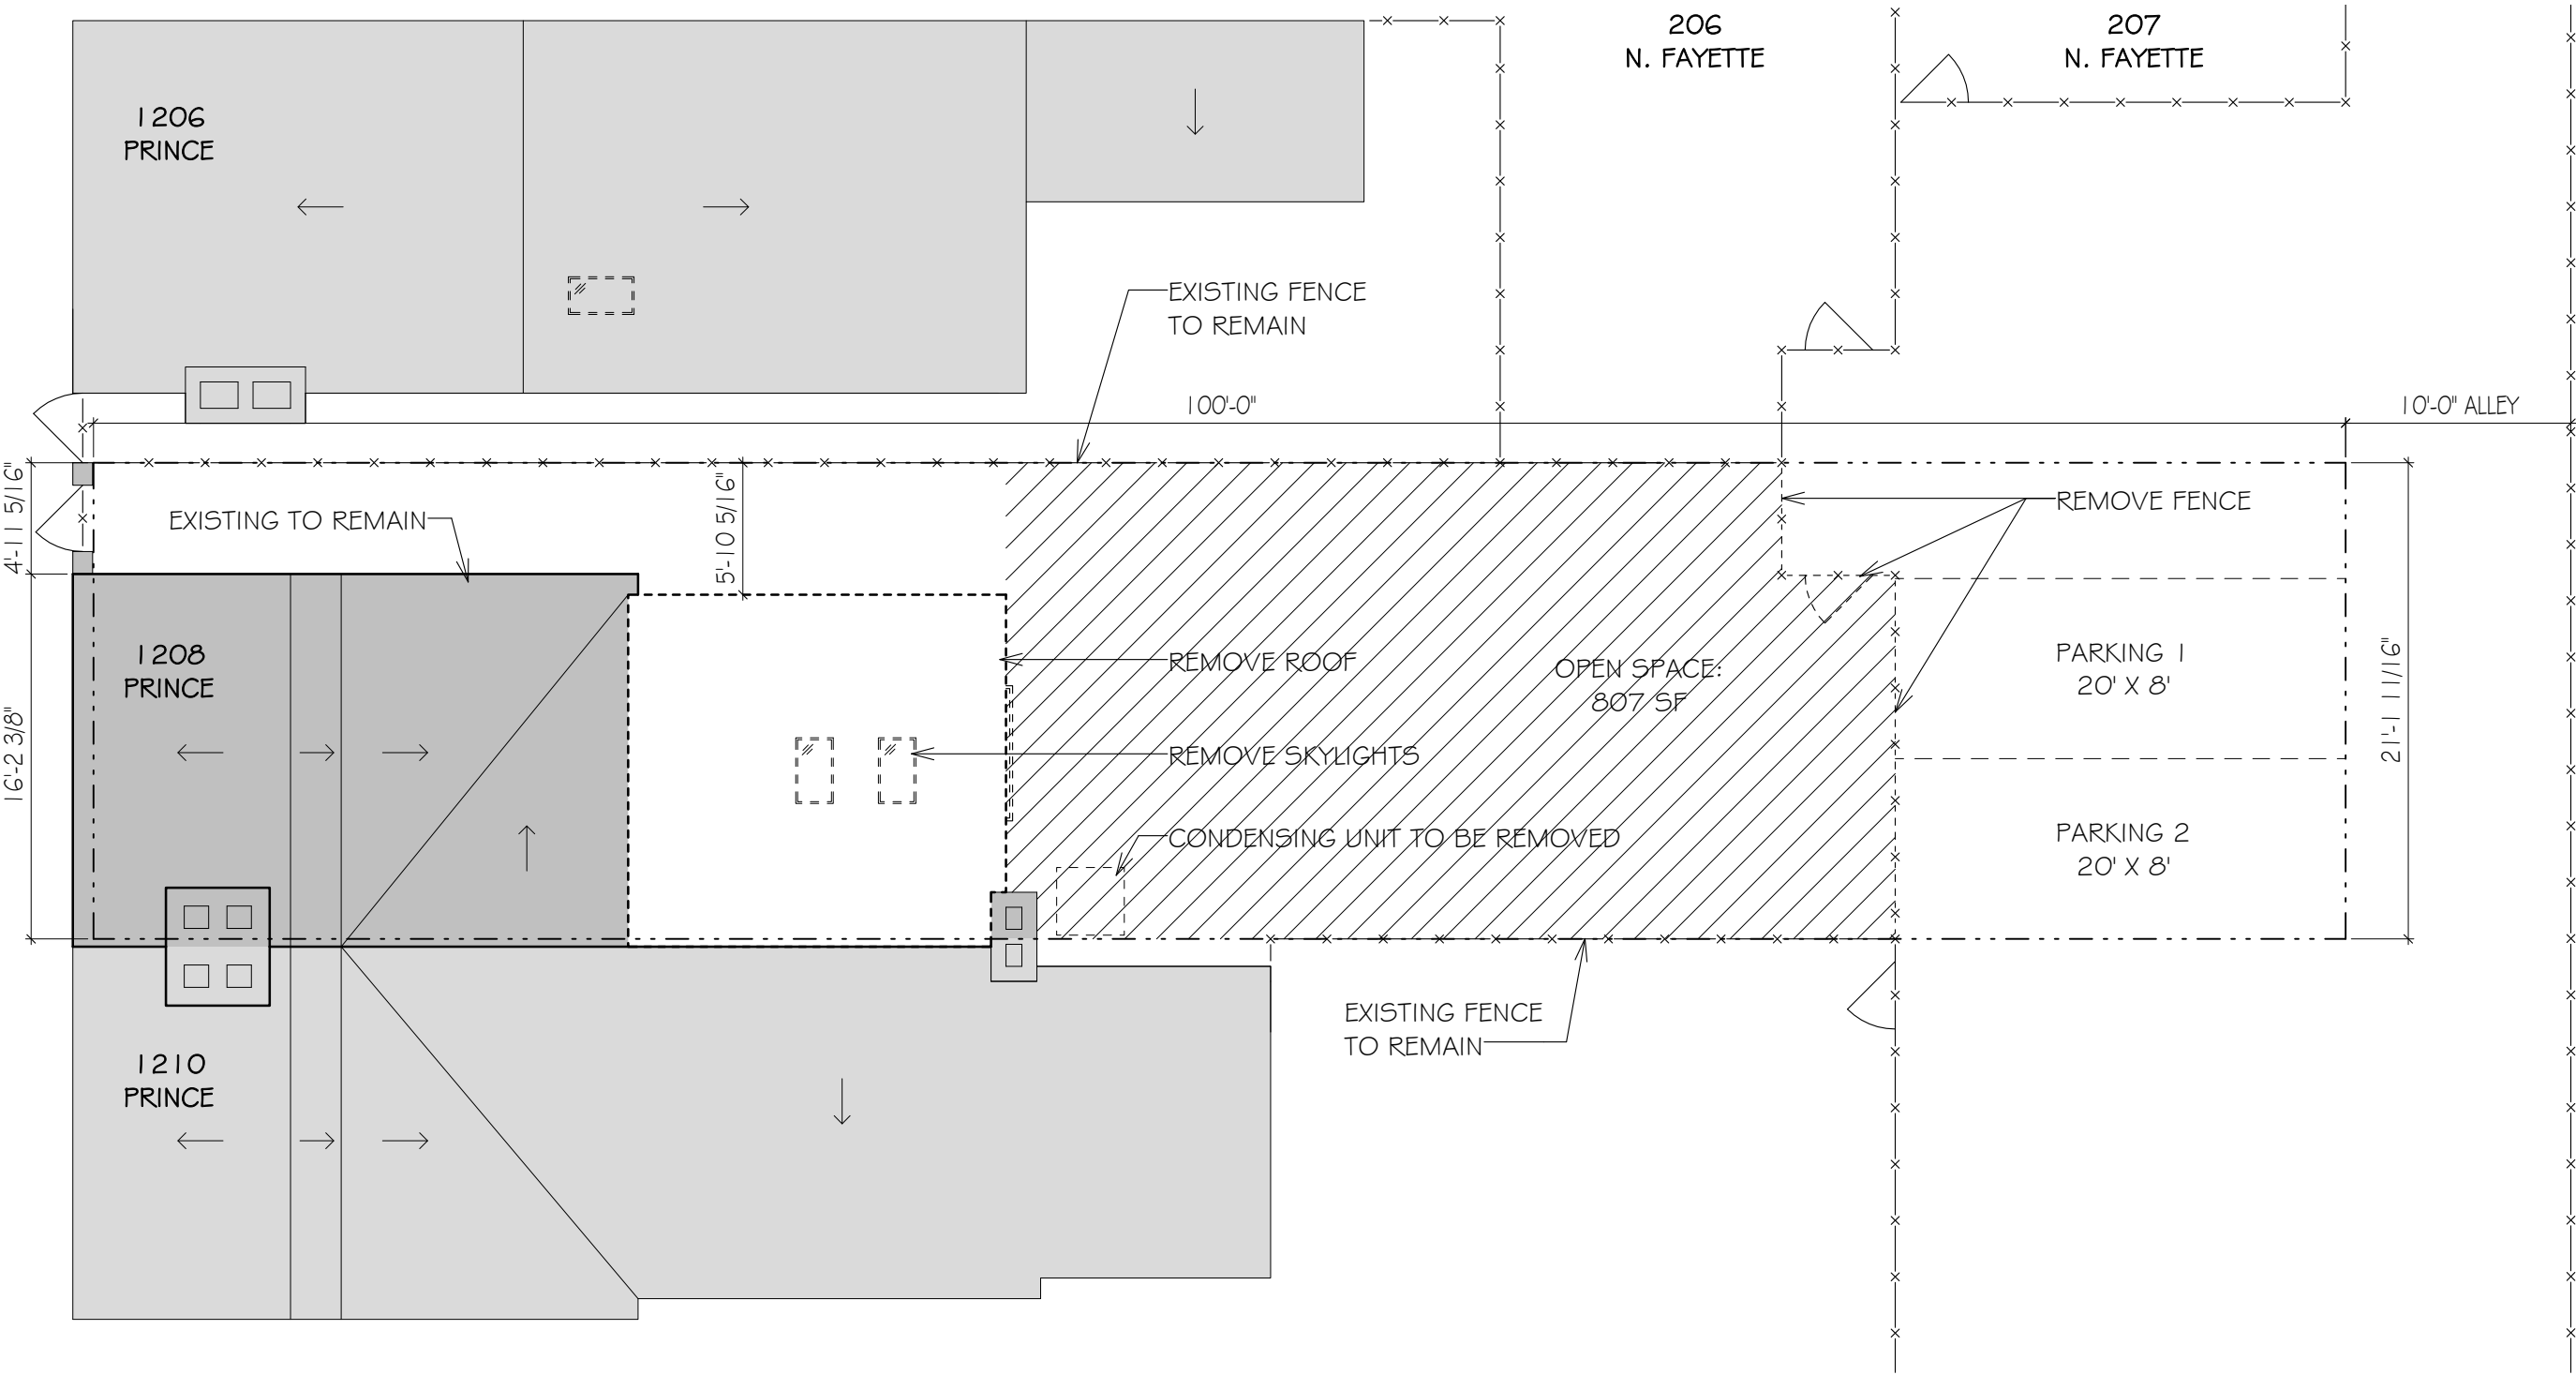 206
N. FAYETTE
207
N. FAYETTE
1206
PRINCE
EXISTING FENCE
TO REMAIN
100'-0"
10'-0" ALLEY
4'-11 5/16"
5'-10 5/16"
EXISTING TO REMAIN
REMOVE FENCE
1208
PRINCE
REMOVE ROOF
OPEN SPACE:
807 SF
PARKING 1
20' X 8'
21'-1 11/16"
16'-2 3/8"
REMOVE SKYLIGHTS
CONDENSING UNIT TO BE REMOVED
PARKING 2
20' X 8'
EXISTING FENCE
TO REMAIN
1210
PRINCE